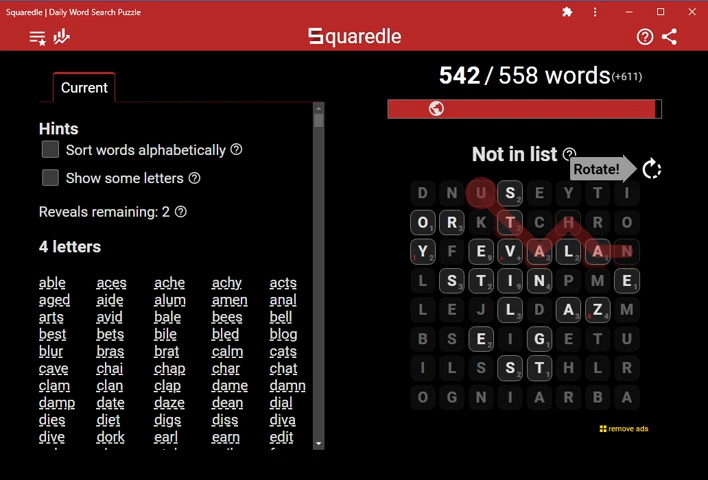 Squaredle | Daily Word Search Puzzle
Squaredle
542 / 558 words (+611)
Current
Hints
Sort words alphabetically
Show some letters
Reveals remaining: 2
4 letters
able aces ache achy acts
aged aide alum amen anal
arts avid bale bees bell
best bets bile bled blog
blur bras brat calm cats
cave chai chap char chat
clam clan clap dame damn
damp date daze dean dial
dies diet digs diss diva
dive dork earl earn edit
Not in list
Rotate!
D N U S E Y T I
O R K T C H R O
Y F E V A L A N
L S T I N P M E
L E J L D A Z M
B S E I G E T U
I L S S T H L R
O G N I A R B A
remove ads